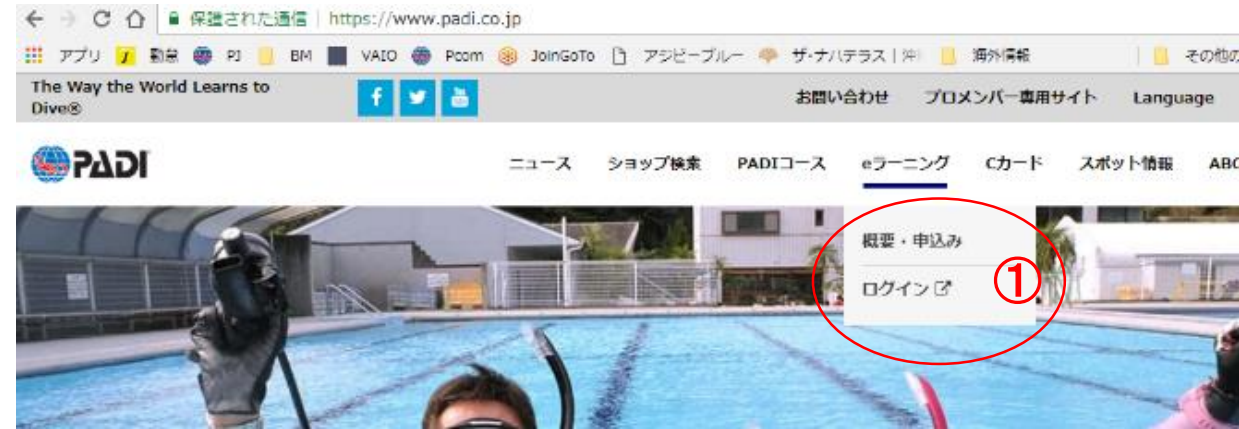 保護された通信 | https://www.padi.co.jp
アプリ 勤怠 PJ BM VAIO Pcom JoinGoTo アジビーブルー ザ・ナハテラス | 沖 海外情報 その他の
The Way the World Learns to
Dive®
お問い合わせ プロメンバー専用サイト Language
PADI
ニュース ショップ検索 PADIコース eラーニング Cカード スポット情報 ABC
概要・申込み
ログイン
①